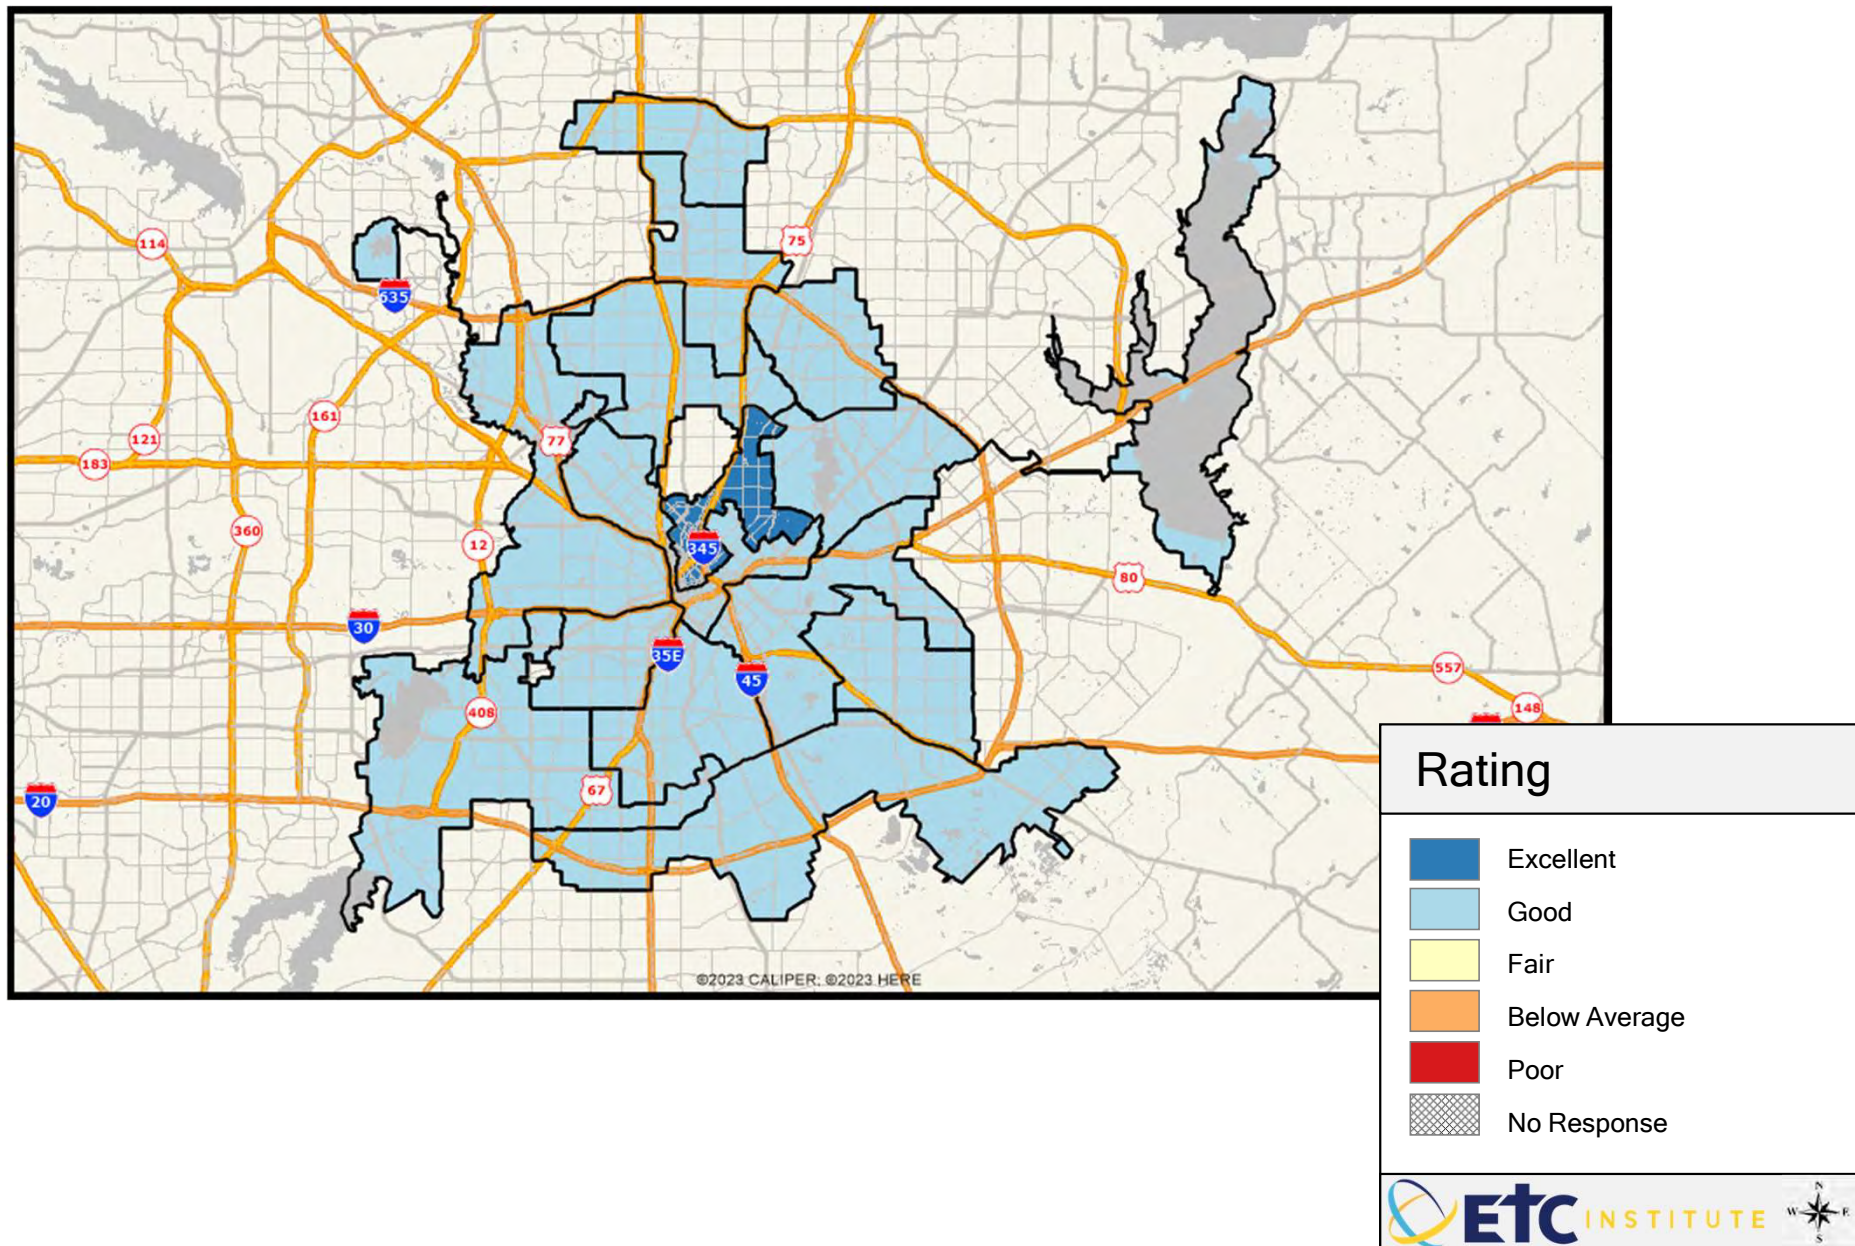 114
75
635
161
121
77
183
360
12
345
80
30
35E
557
45
408
148
67
20
©2023 CALIPER; ©2023 HERE
Rating
Excellent
Good
Fair
Below Average
Poor
No Response
ETC INSTITUTE
N
W E
S